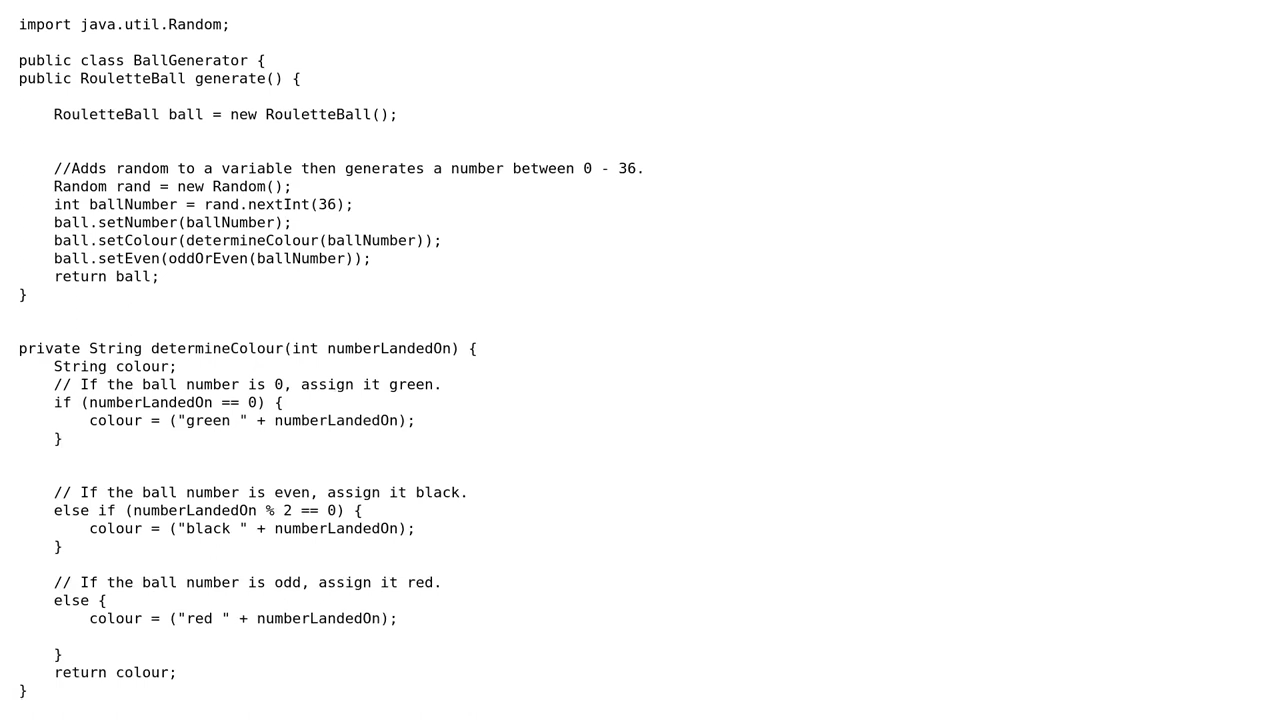 import java.util.Random;
public class BallGenerator {
public RouletteBall generate() {
    RouletteBall ball = new RouletteBall();
    //Adds random to a variable then generates a number between 0 - 36.
    Random rand = new Random();
    int ballNumber = rand.nextInt(36);
    ball.setNumber(ballNumber);
    ball.setColour(determineColour(ballNumber));
    ball.setEven(oddOrEven(ballNumber));
    return ball;
}
private String determineColour(int numberLandedOn) {
    String colour;
    // If the ball number is 0, assign it green.
    if (numberLandedOn == 0) {
        colour = ("green " + numberLandedOn);
    }
    // If the ball number is even, assign it black.
    else if (numberLandedOn % 2 == 0) {
        colour = ("black " + numberLandedOn);
    }
    // If the ball number is odd, assign it red.
    else {
        colour = ("red " + numberLandedOn);
    }
    return colour;
}